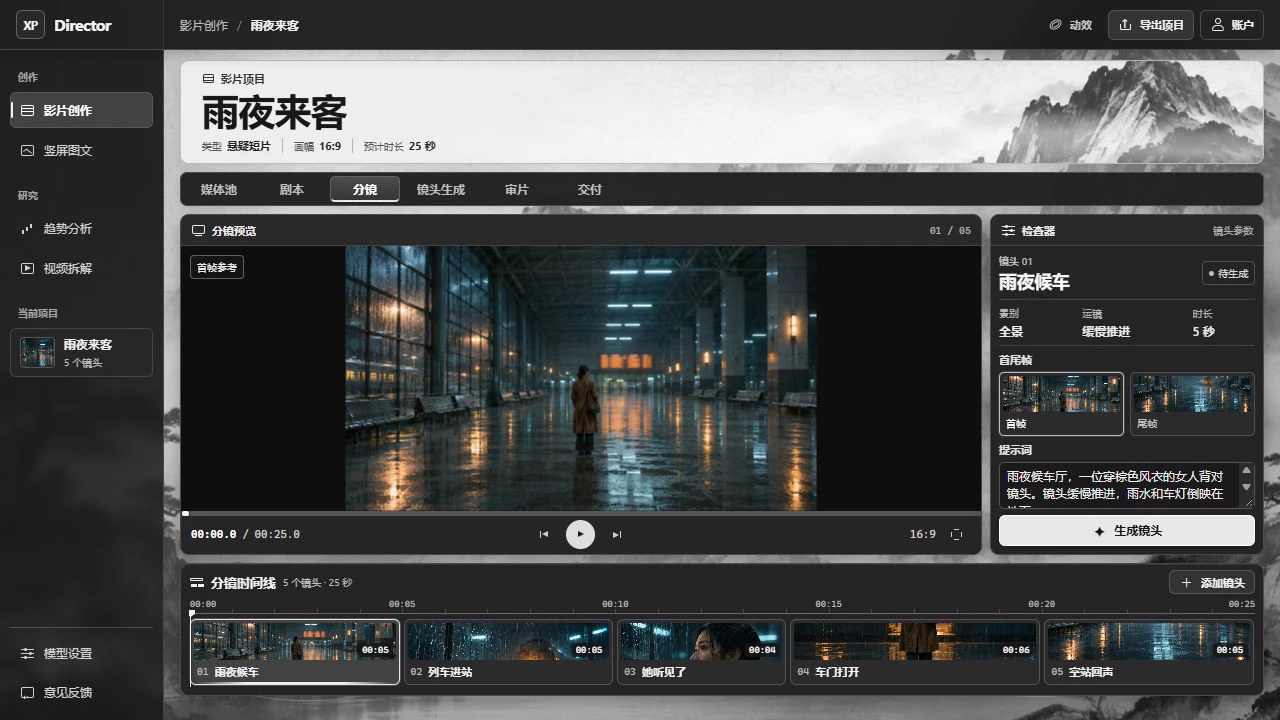 XP Director
影片创作 / 雨夜来客
动效
导出项目
账户
创作
影片创作
竖屏图文
研究
趋势分析
视频拆解
当前项目
雨夜来客
5 个镜头
模型设置
意见反馈
影片项目
雨夜来客
类型 悬疑短片 画幅 16:9 预计时长 25 秒
媒体池 剧本 分镜 镜头生成 审片 交付
分镜预览 01 / 05
首帧参考
00:00.0 / 00:25.0
16:9
检查器 镜头参数
镜头 01
雨夜候车
待生成
景别 运镜 时长
全景 缓慢推进 5 秒
首尾帧
首帧 尾帧
提示词
雨夜候车厅，一位穿棕色风衣的女人背对
镜头。镜头缓慢推进，雨水和车灯倒映在
生成镜头
分镜时间线 5 个镜头 · 25 秒
添加镜头
00:00 00:05 00:10 00:15 00:20 00:25
00:05 00:05 00:04 00:06 00:05
01 雨夜候车 02 列车进站 03 她听见了 04 车门打开 05 空站回声